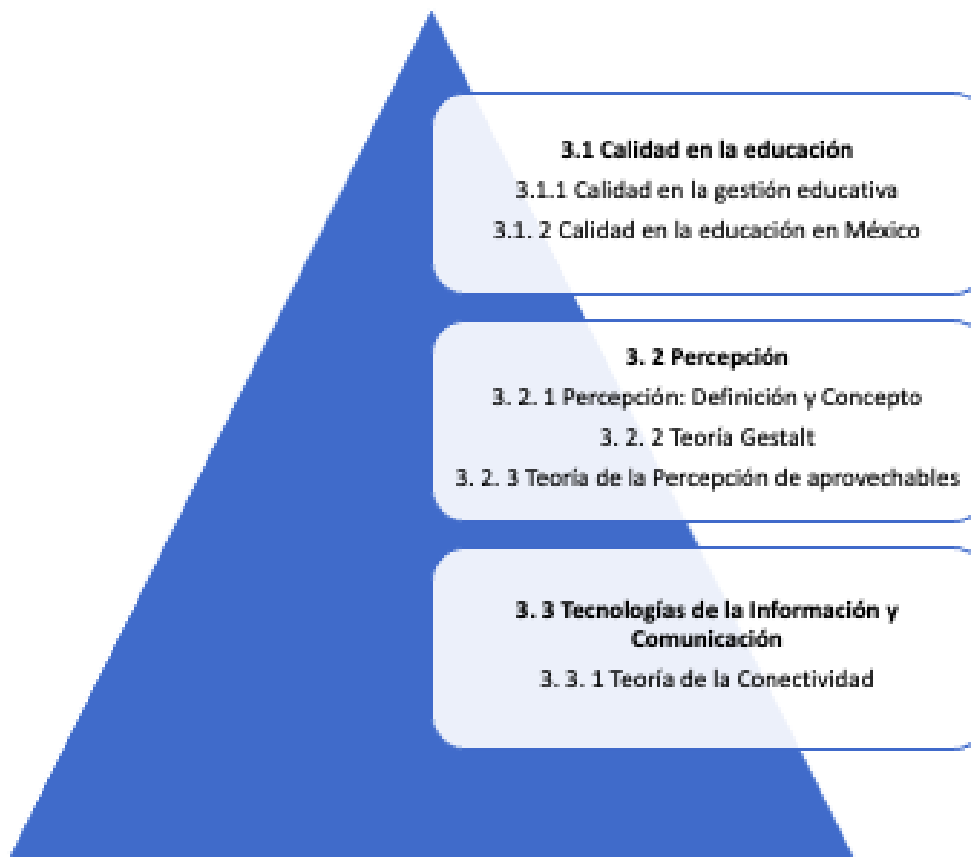 3.1 Calidad en la educación
3.1.1 Calidad en la gestión educativa
3.1. 2 Calidad en la educación en México
3. 2 Percepción
3. 2. 1 Percepción: Definición y Concepto
3. 2. 2 Teoría Gestalt
3. 2. 3 Teoría de la Percepción de aprovechables
3. 3 Tecnologías de la Información y
Comunicación
3. 3. 1 Teoría de la Conectividad